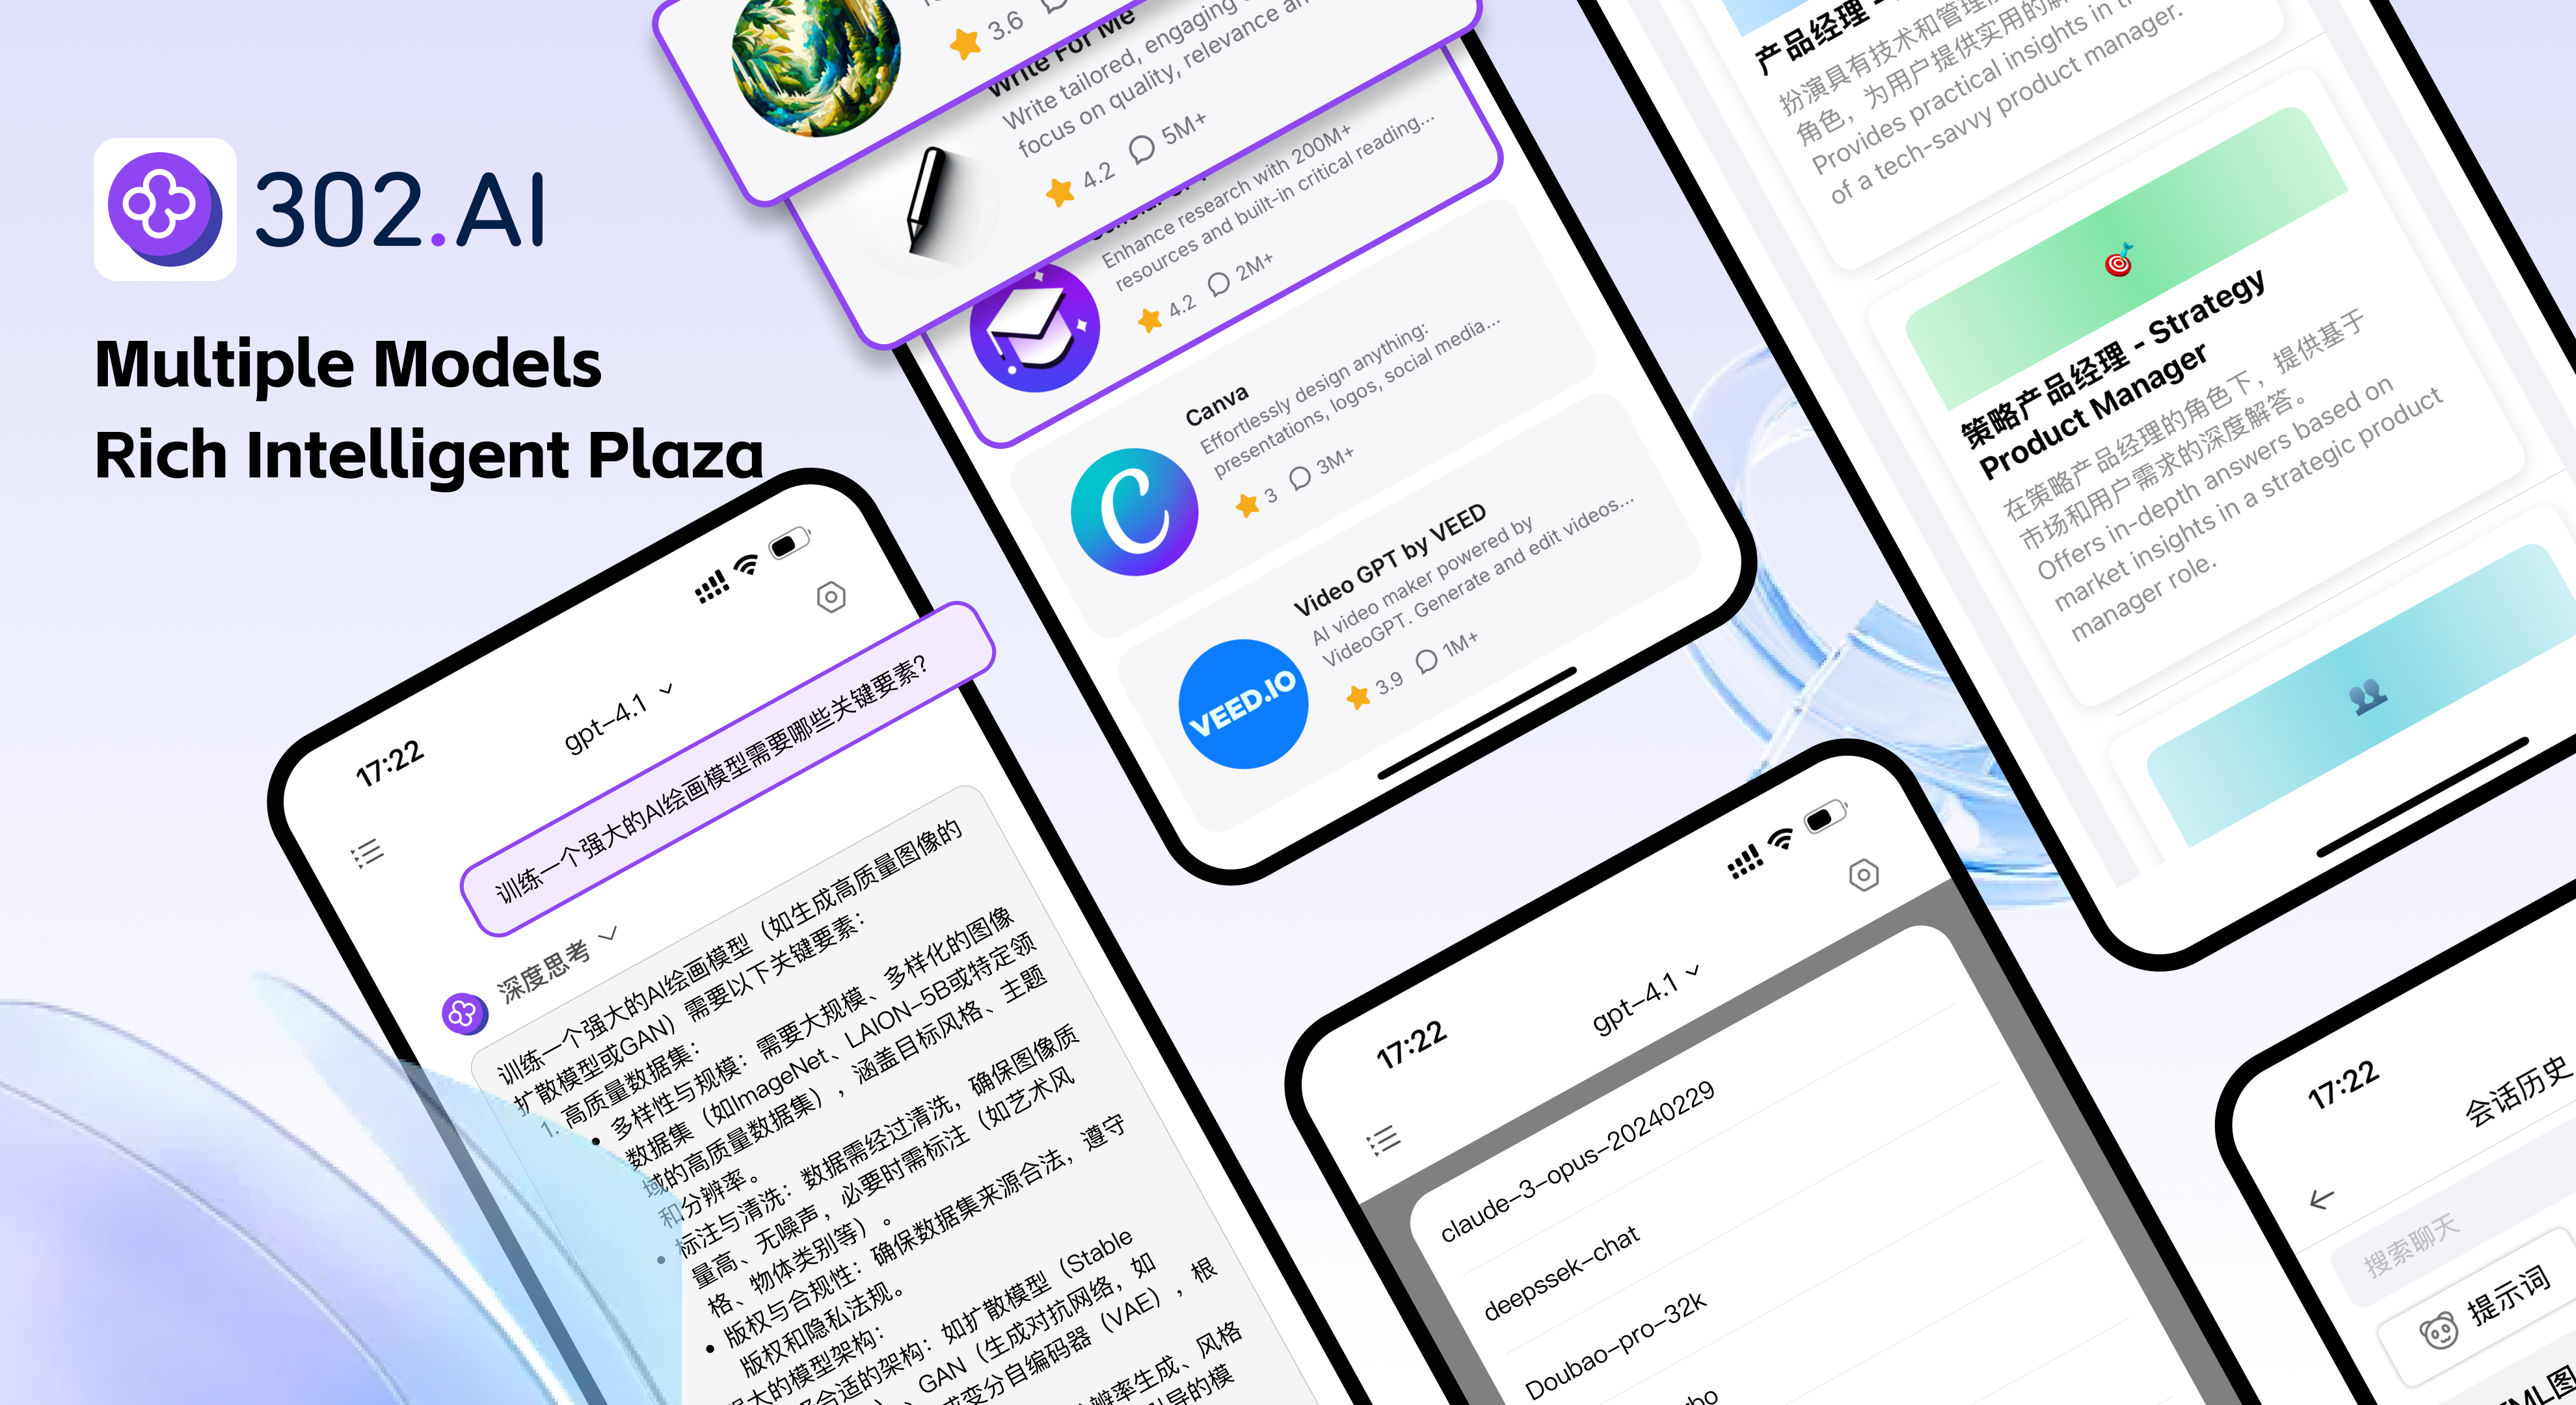 302.AI
Multiple Models
Rich Intelligent Plaza
3.6
Write For Me
Write tailored, engaging
focus on quality, relevance
4.2 5M+
Enhance research with 200M+
resources and built-in critical reading...
4.2 2M+
Canva
Effortlessly design anything:
presentations, logos, social media...
3 3M+
Video GPT by VEED
AI video maker powered by
VideoGPT. Generate and edit videos...
3.9 1M+
VEED.IO
产品经理
扮演具有技术和管理
角色，为用户提供实用的
Provides practical insights in
of a tech-savvy product manager.
策略产品经理 - Strategy
Product Manager
在策略产品经理的角色下，提供基于
市场和用户需求的深度解答。
Offers in-depth answers based on
market insights in a strategic product
manager role.
17:22
gpt-4.1
训练一个强大的AI绘画模型需要哪些关键要素?
深度思考
训练一个强大的AI绘画模型（如生成高质量图像的
扩散模型或GAN）需要以下关键要素：
1. 高质量数据集：
• 多样性与规模：需要大规模、多样化的图像
数据集（如ImageNet、LAION-5B或特定领
域的高质量数据集），涵盖目标风格、主题
和分辨率。
• 标注与清洗：数据需经过清洗，确保图像质
量高、无噪声，必要时需标注（如艺术风
格、物体类别等）。
• 版权与合规性：确保数据集来源合法，遵守
版权和隐私法规。
大的模型架构：
合适的架构：如扩散模型（Stable
）、GAN（生成对抗网络，如
或变分自编码器（VAE），根
辨率生成、风格
引导的模
17:22
gpt-4.1
claude-3-opus-20240229
deepssek-chat
Doubao-pro-32k
17:22
会话历史
搜索聊天
提示词